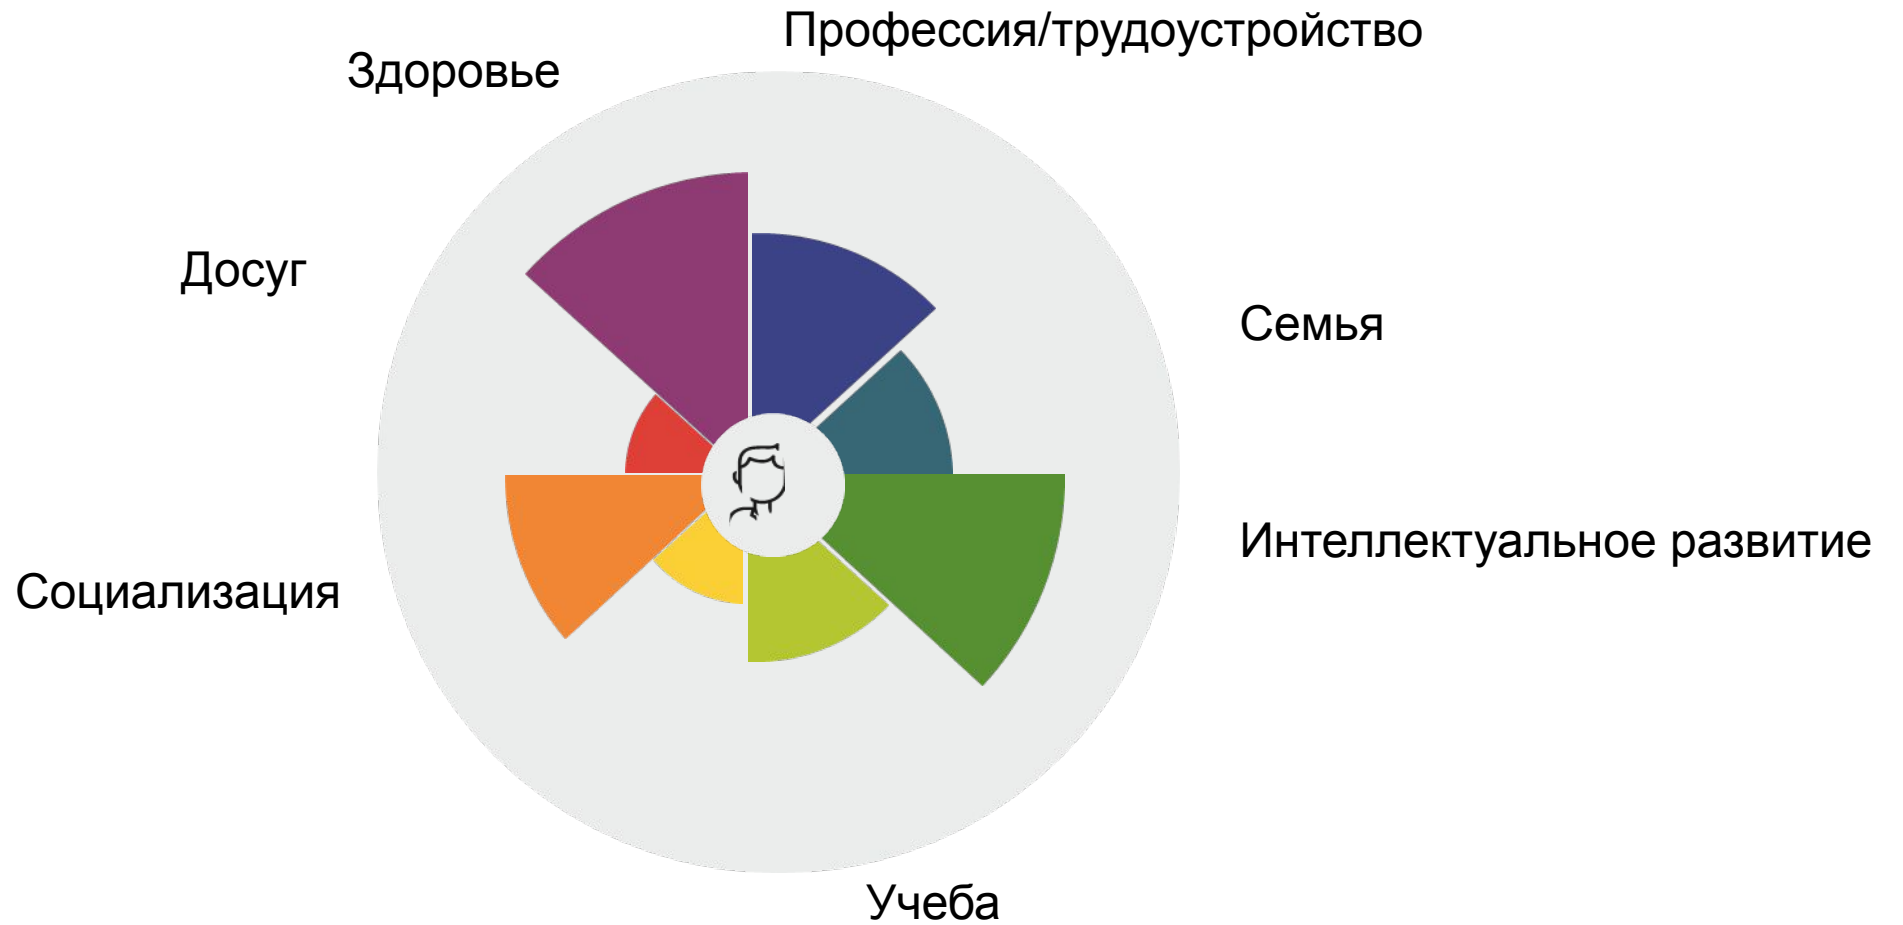 Профессия/трудоустройство
Здоровье
Досуг
Семья
Интеллектуальное развитие
Социализация
Учеба